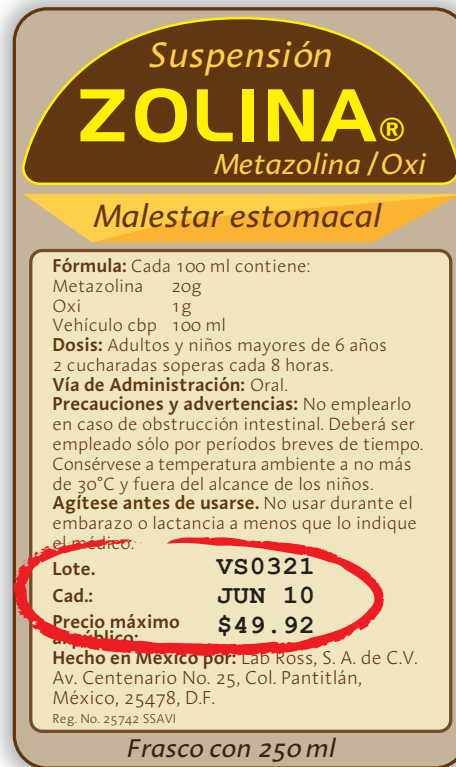 Suspensión
ZOLINA®
Metazolina / Oxi
Malestar estomacal
Fórmula: Cada 100 ml contiene:
Metazolina 20g
Oxi 1g
Vehículo cbp 100 ml
Dosis: Adultos y niños mayores de 6 años
2 cucharadas soperas cada 8 horas.
Vía de Administración: Oral.
Precauciones y advertencias: No emplearlo
en caso de obstrucción intestinal. Deberá ser
empleado sólo por períodos breves de tiempo.
Consérvese a temperatura ambiente a no más
de 30°C y fuera del alcance de los niños.
Agítese antes de usarse. No usar durante el
embarazo o lactancia a menos que lo indique
el médico.
Lote. VS0321
Cad.: JUN 10
Precio máximo $49.92
al público:
Hecho en México por: Lab Ross, S. A. de C.V.
Av. Centenario No. 25, Col. Pantitlán,
México, 25478, D.F.
Reg. No. 25742 SSAVI
Frasco con 250 ml